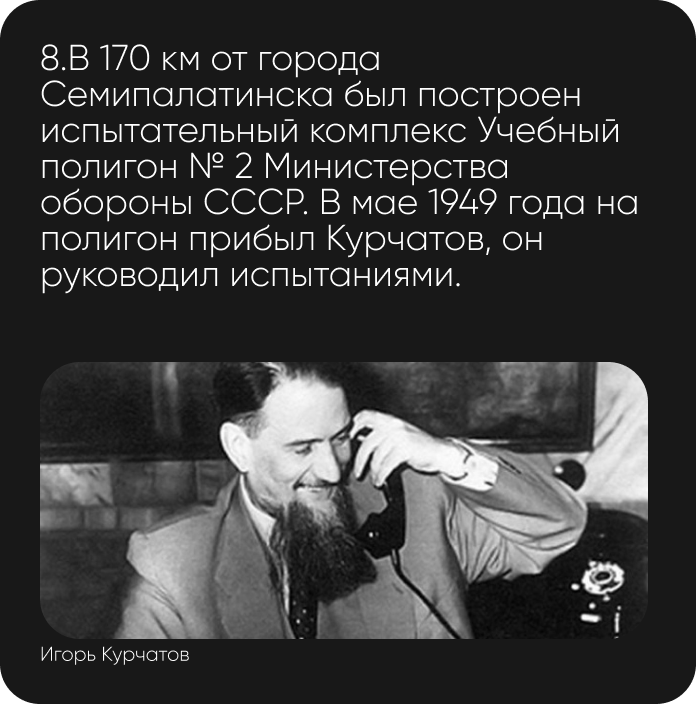 8.В 170 км от города
Семипалатинска был построен
испытательный комплекс Учебный
полигон № 2 Министерства
обороны СССР. В мае 1949 года на
полигон прибыл Курчатов, он
руководил испытаниями.
Игорь Курчатов